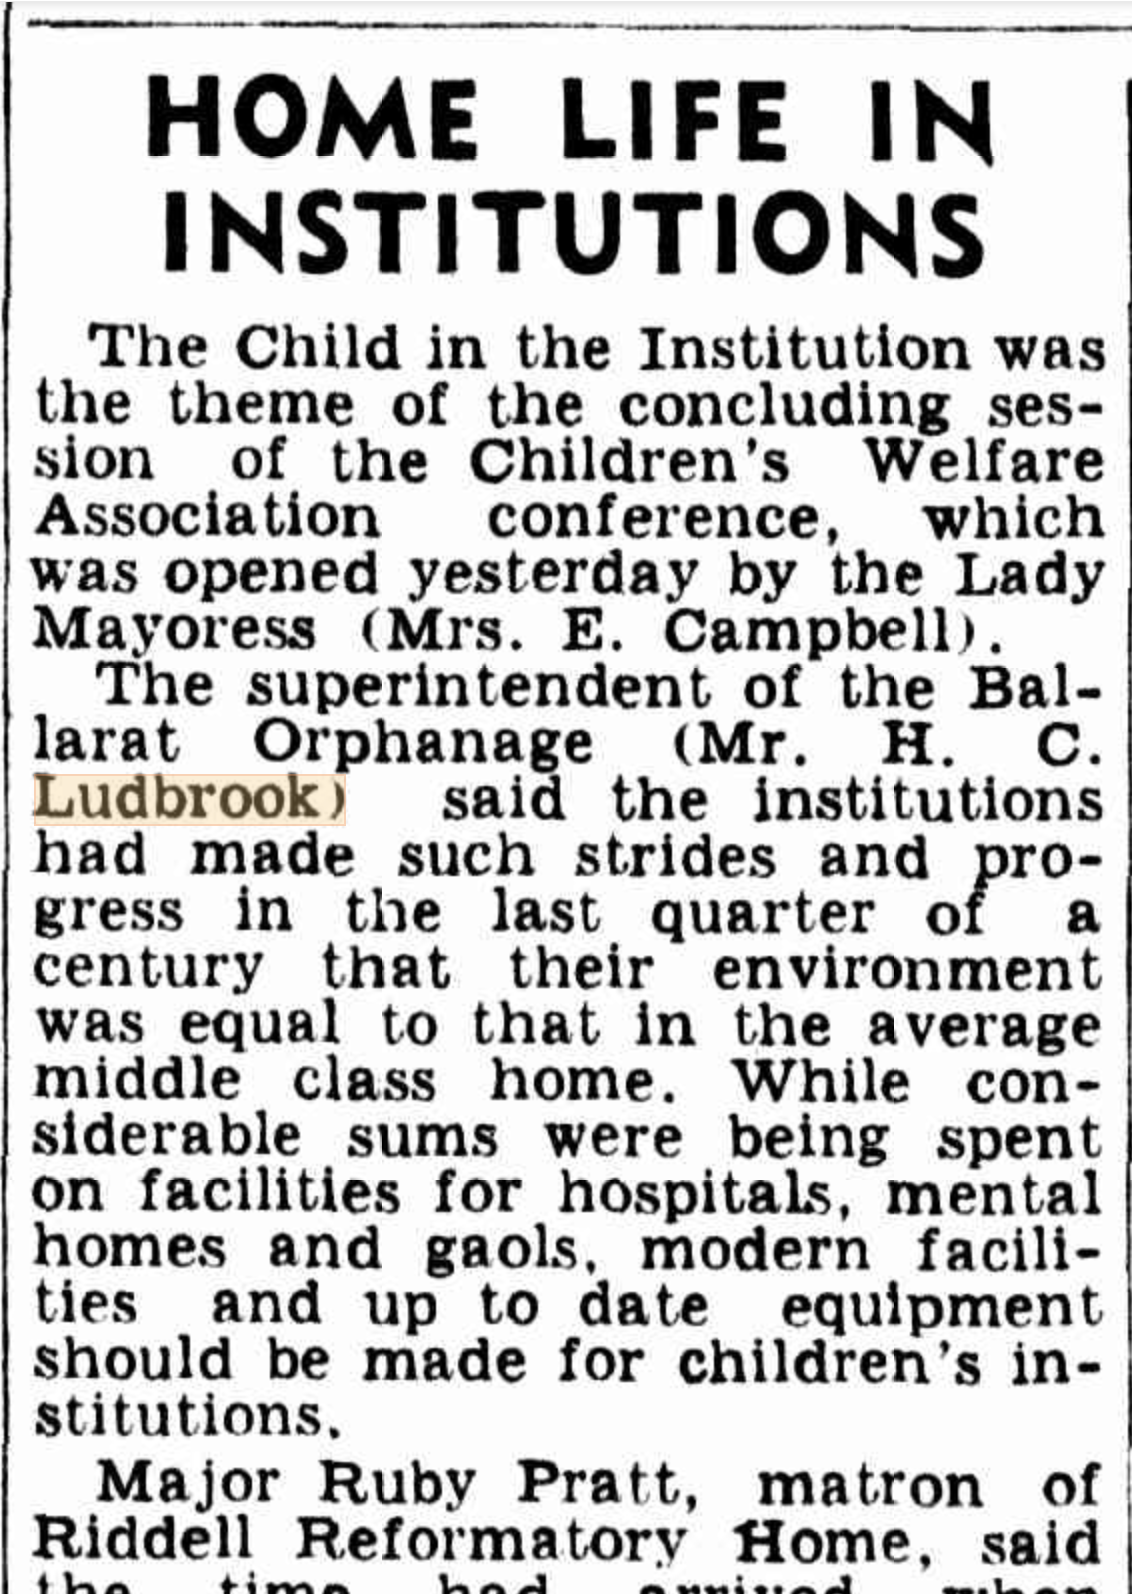 HOME LIFE IN
INSTITUTIONS
The Child in the Institution was
the theme of the concluding ses-
sion of the Children's Welfare
Association conference, which
was opened yesterday by the Lady
Mayoress (Mrs. E. Campbell).
The superintendent of the Bal-
larat Orphanage (Mr. H. C.
Ludbrook) said the institutions
had made such strides and pro-
gress in the last quarter of a
century that their environment
was equal to that in the average
middle class home. While con-
siderable sums were being spent
on facilities for hospitals, mental
homes and gaols, modern facili-
ties and up to date equipment
should be made for children's in-
stitutions.
Major Ruby Pratt, matron of
Riddell Reformatory Home, said
the time had arrived when